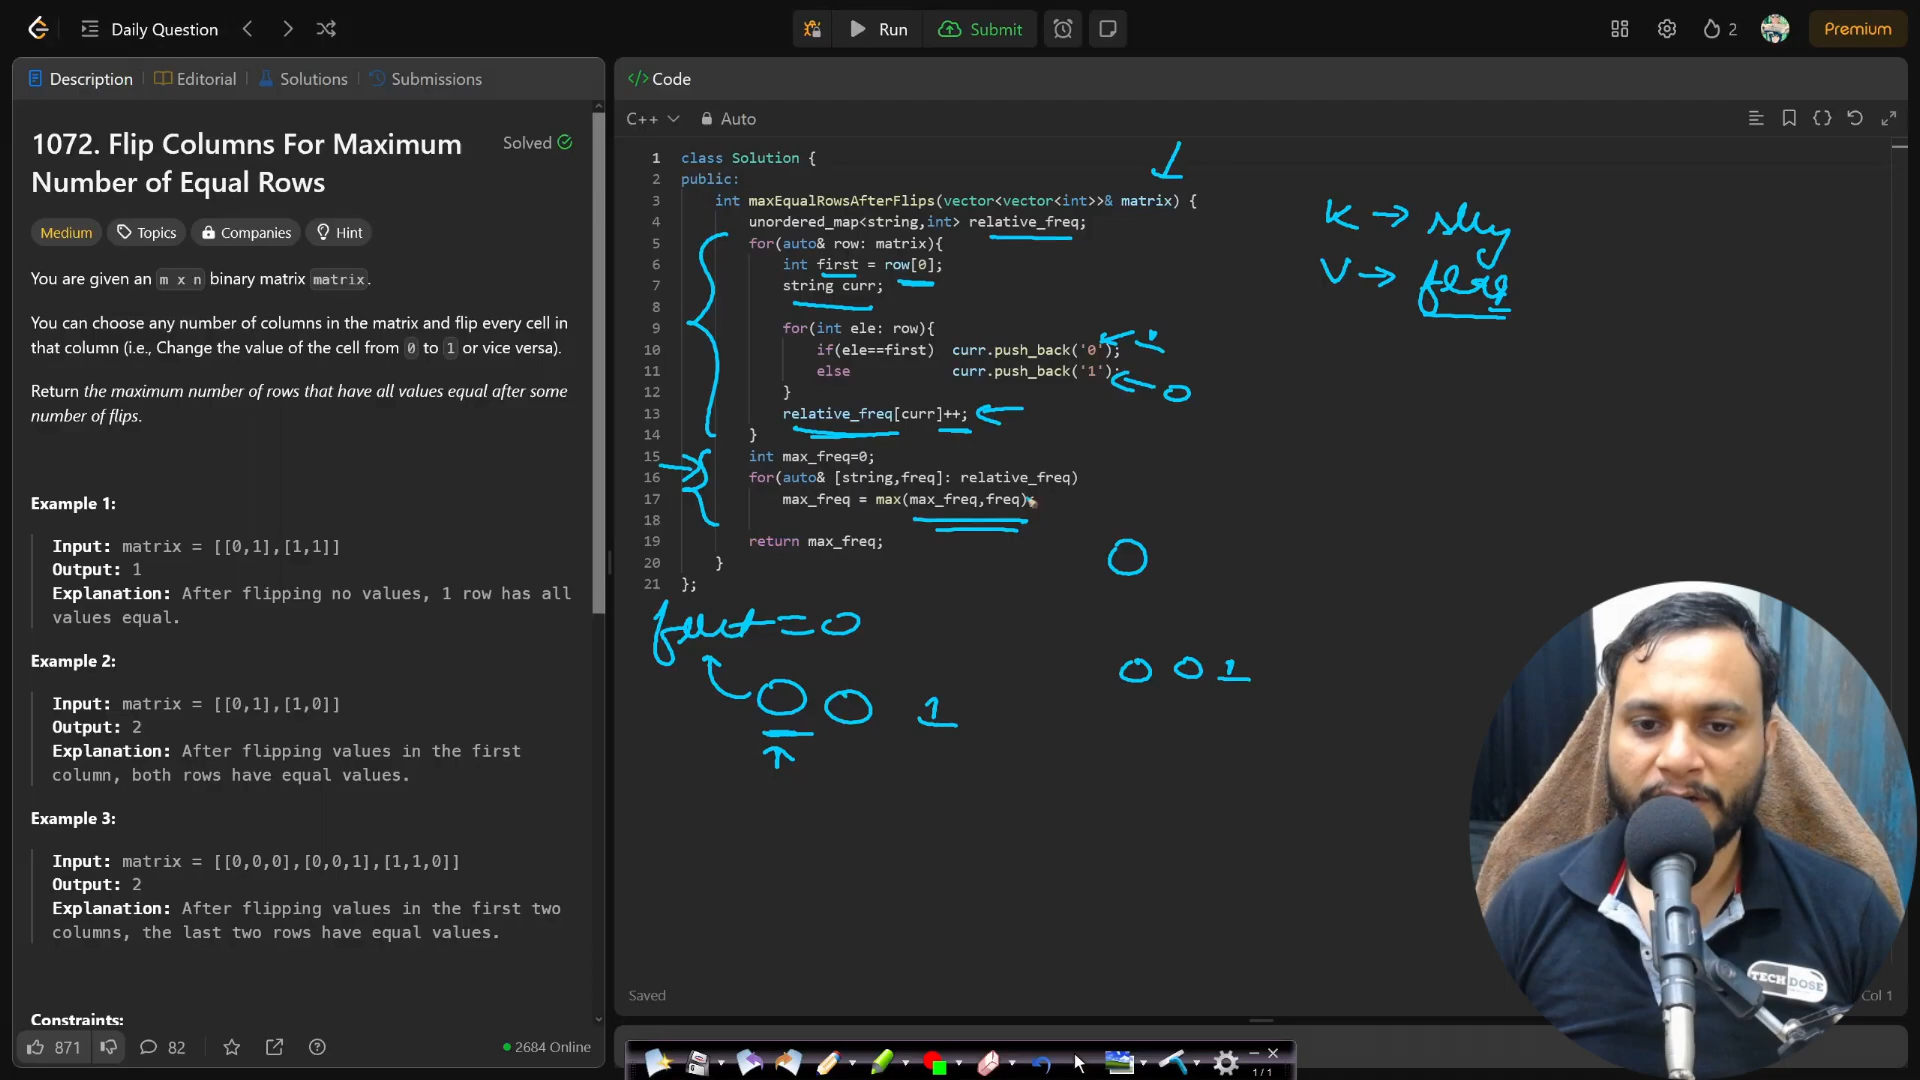 Daily Question
Run
Submit
2
Premium
Description
Editorial
Solutions
Submissions
1072. Flip Columns For Maximum
Number of Equal Rows
Solved
Medium
Topics
Companies
Hint
You are given an m x n binary matrix matrix.
You can choose any number of columns in the matrix and flip every cell in
that column (i.e., Change the value of the cell from 0 to 1 or vice versa).
Return the maximum number of rows that have all values equal after some
number of flips.
Example 1:
Input: matrix = [[0,1],[1,1]]
Output: 1
Explanation: After flipping no values, 1 row has all
values equal.
Example 2:
Input: matrix = [[0,1],[1,0]]
Output: 2
Explanation: After flipping values in the first
column, both rows have equal values.
Example 3:
Input: matrix = [[0,0,0],[0,0,1],[1,1,0]]
Output: 2
Explanation: After flipping values in the first two
columns, the last two rows have equal values.
Constraints:
871
82
2684 Online
</> Code
C++
Auto
1 class Solution {
2 public:
3 int maxEqualRowsAfterFlips(vector<vector<int>>& matrix) {
4 unordered_map<string,int> relative_freq;
5 for(auto& row: matrix){
6 int first = row[0];
7 string curr;
8
9 for(int ele: row){
10 if(ele==first) curr.push_back('0');
11 else curr.push_back('1');
12 }
13 relative_freq[curr]++;
14 }
15 int max_freq=0;
16 for(auto& [string,freq]: relative_freq)
17 max_freq = max(max_freq,freq);
18
19 return max_freq;
20 }
21 };
1
K →
V → freq
1
0
0
first = 0
0 0 1
0 0 1
TECH DOSE
Saved
Col 1
1/1